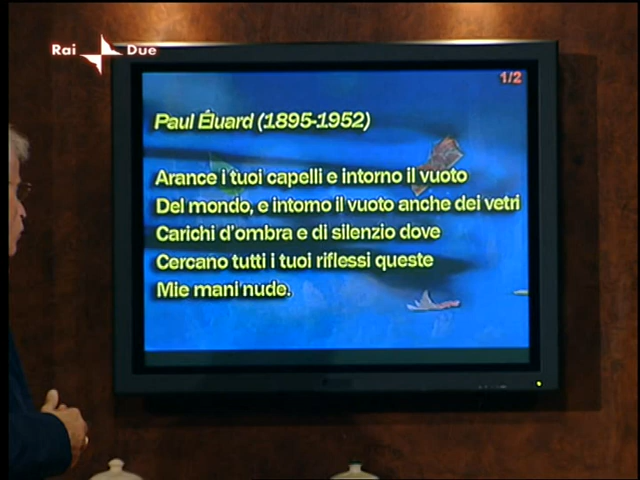 Rai Due
1/2
Paul Éluard (1895-1952)
Arance i tuoi capelli e intorno il vuoto
Del mondo, e intorno il vuoto anche dei vetri
Carichi d'ombra e di silenzio dove
Cercano tutti i tuoi riflessi queste
Mie mani nude.